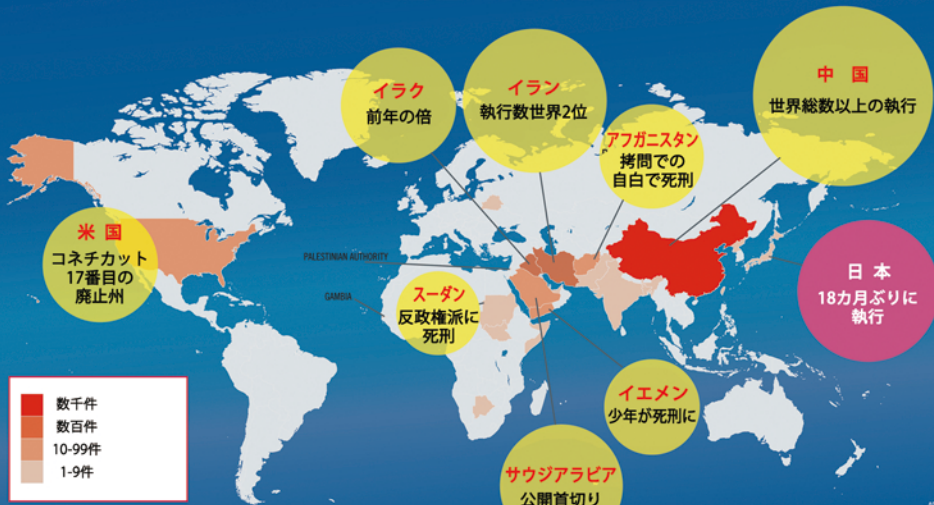 イラク
前年の倍
イラン
執行数世界2位
中国
世界総数以上の執行
アフガニスタン
拷問での
自白で死刑
米国
コネチカット
17番目の
廃止州
PALESTINIAN AUTHORITY
GAMBIA
スーダン
反政権派に
死刑
日本
18カ月ぶりに
執行
イエメン
少年が死刑に
サウジアラビア
公開首切り
数千件
数百件
10-99件
1-9件